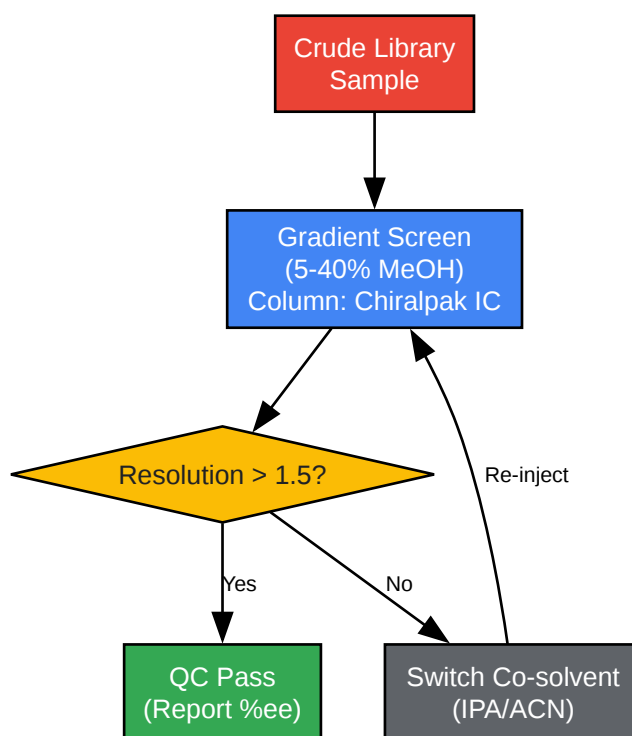 Crude Library
Sample
Gradient Screen
(5-40% MeOH)
Column: Chiralpak IC
Resolution > 1.5?
Re-inject
Yes
No
QC Pass
(Report %ee)
Switch Co-solvent
(IPA/ACN)